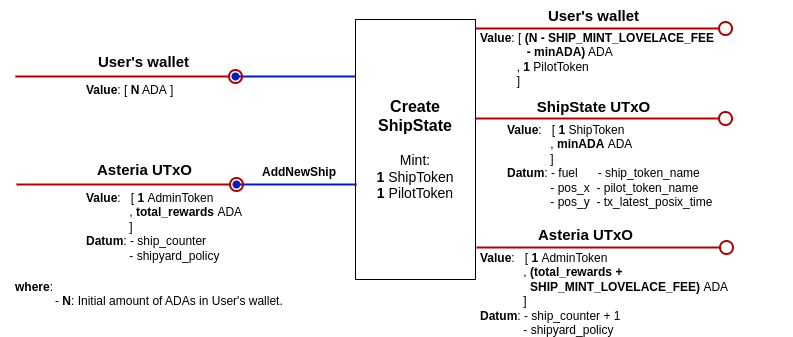 User's wallet
Value: [ N ADA ]
Asteria UTxO
AddNewShip
Value: [ 1 AdminToken
, total_rewards ADA
]
Datum: - ship_counter
- shipyard_policy
where:
- N: Initial amount of ADAs in User's wallet.
Create
ShipState
Mint:
1 ShipToken
1 PilotToken
User's wallet
Value: [ (N - SHIP_MINT_LOVELACE_FEE
- minADA) ADA
, 1 PilotToken
]
ShipState UTxO
Value: [ 1 ShipToken
, minADA ADA
]
Datum: - fuel - ship_token_name
- pos_x - pilot_token_name
- pos_y - tx_latest_posix_time
Asteria UTxO
Value: [ 1 AdminToken
, (total_rewards +
SHIP_MINT_LOVELACE_FEE) ADA
]
Datum: - ship_counter + 1
- shipyard_policy